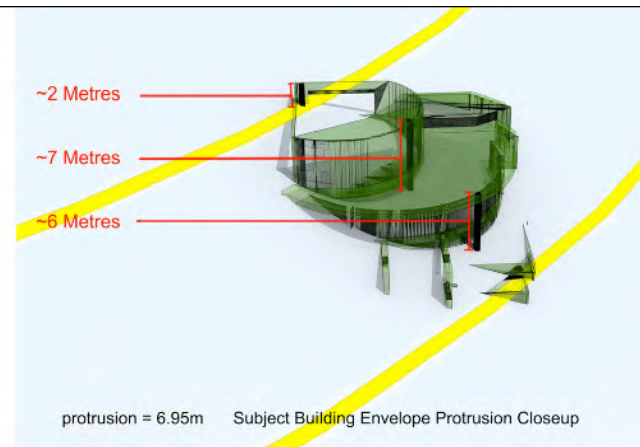 ~2 Metres
~7 Metres
~6 Metres
protrusion = 6.95m Subject Building Envelope Protrusion Closeup